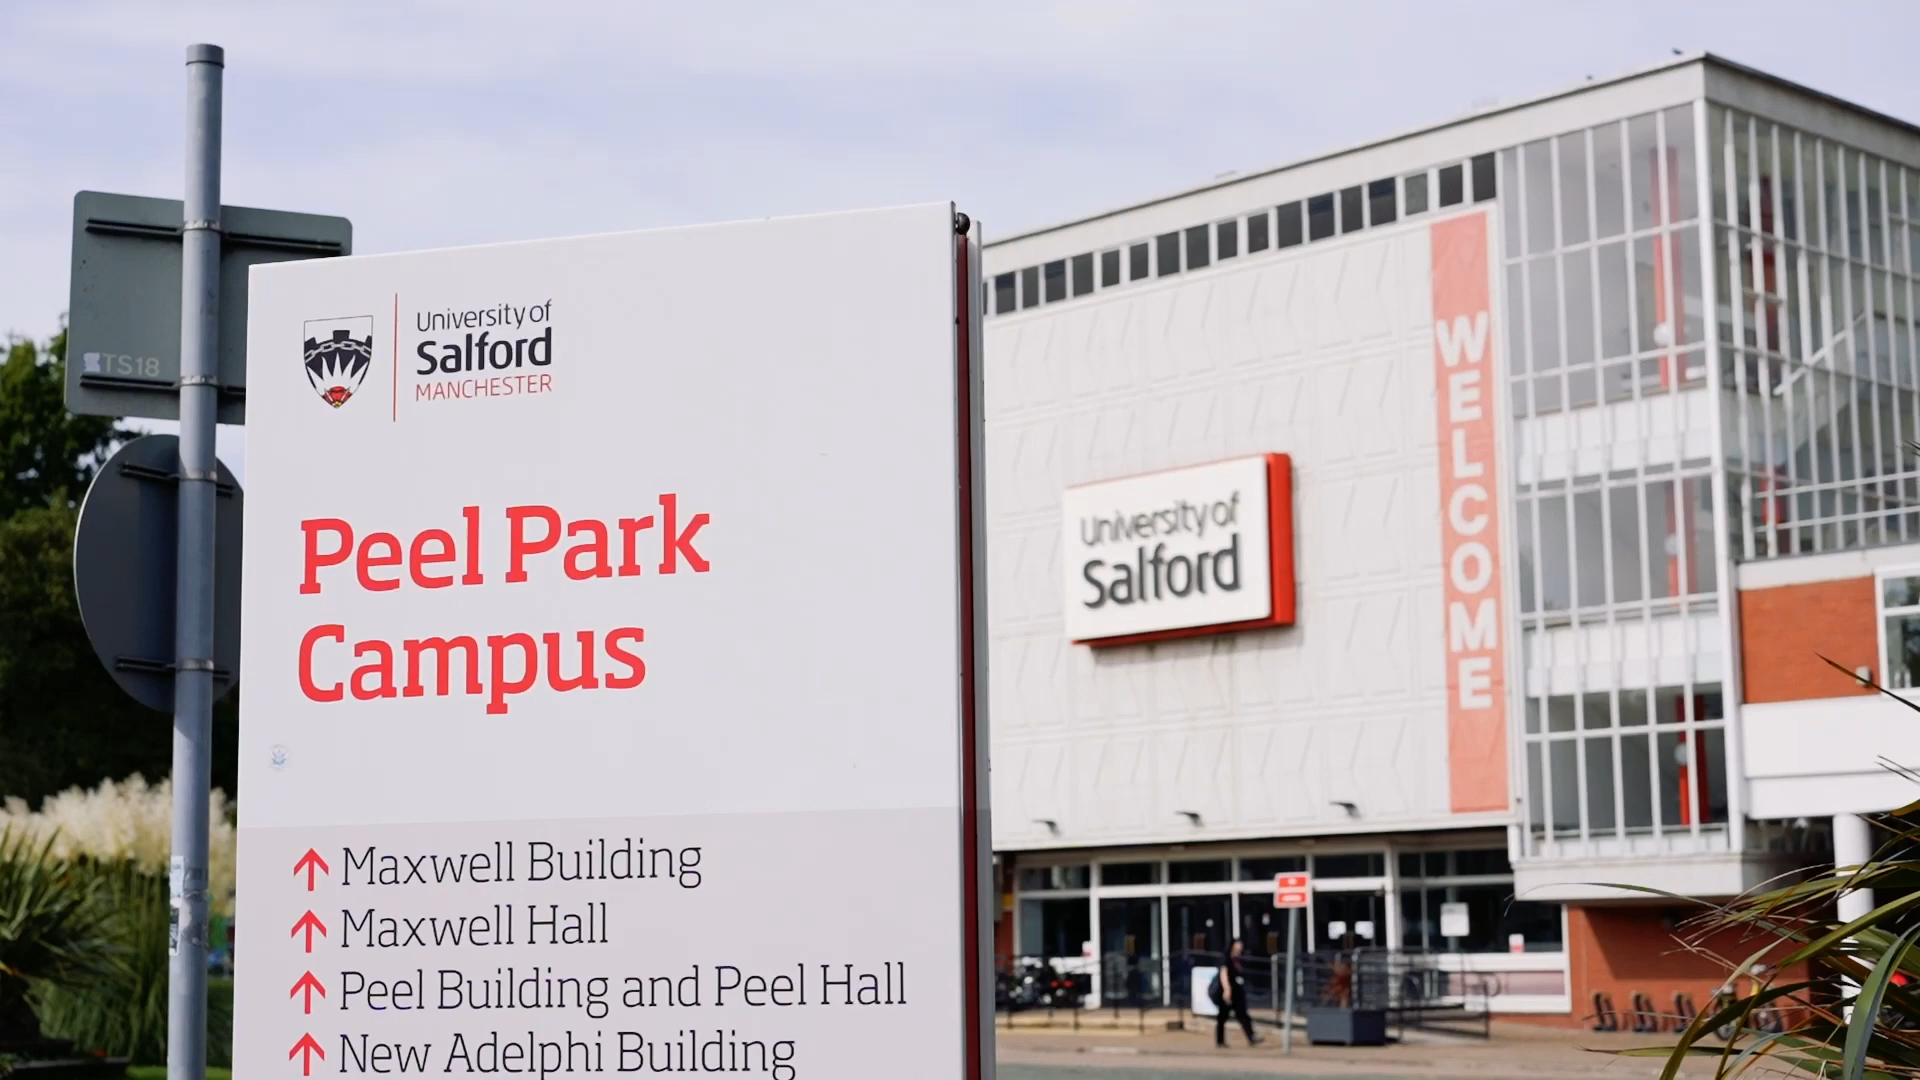 TS18
University of
Salford
MANCHESTER
Peel Park
Campus
Maxwell Building
Maxwell Hall
Peel Building and Peel Hall
New Adelphi Building
University of
Salford
WELCOME